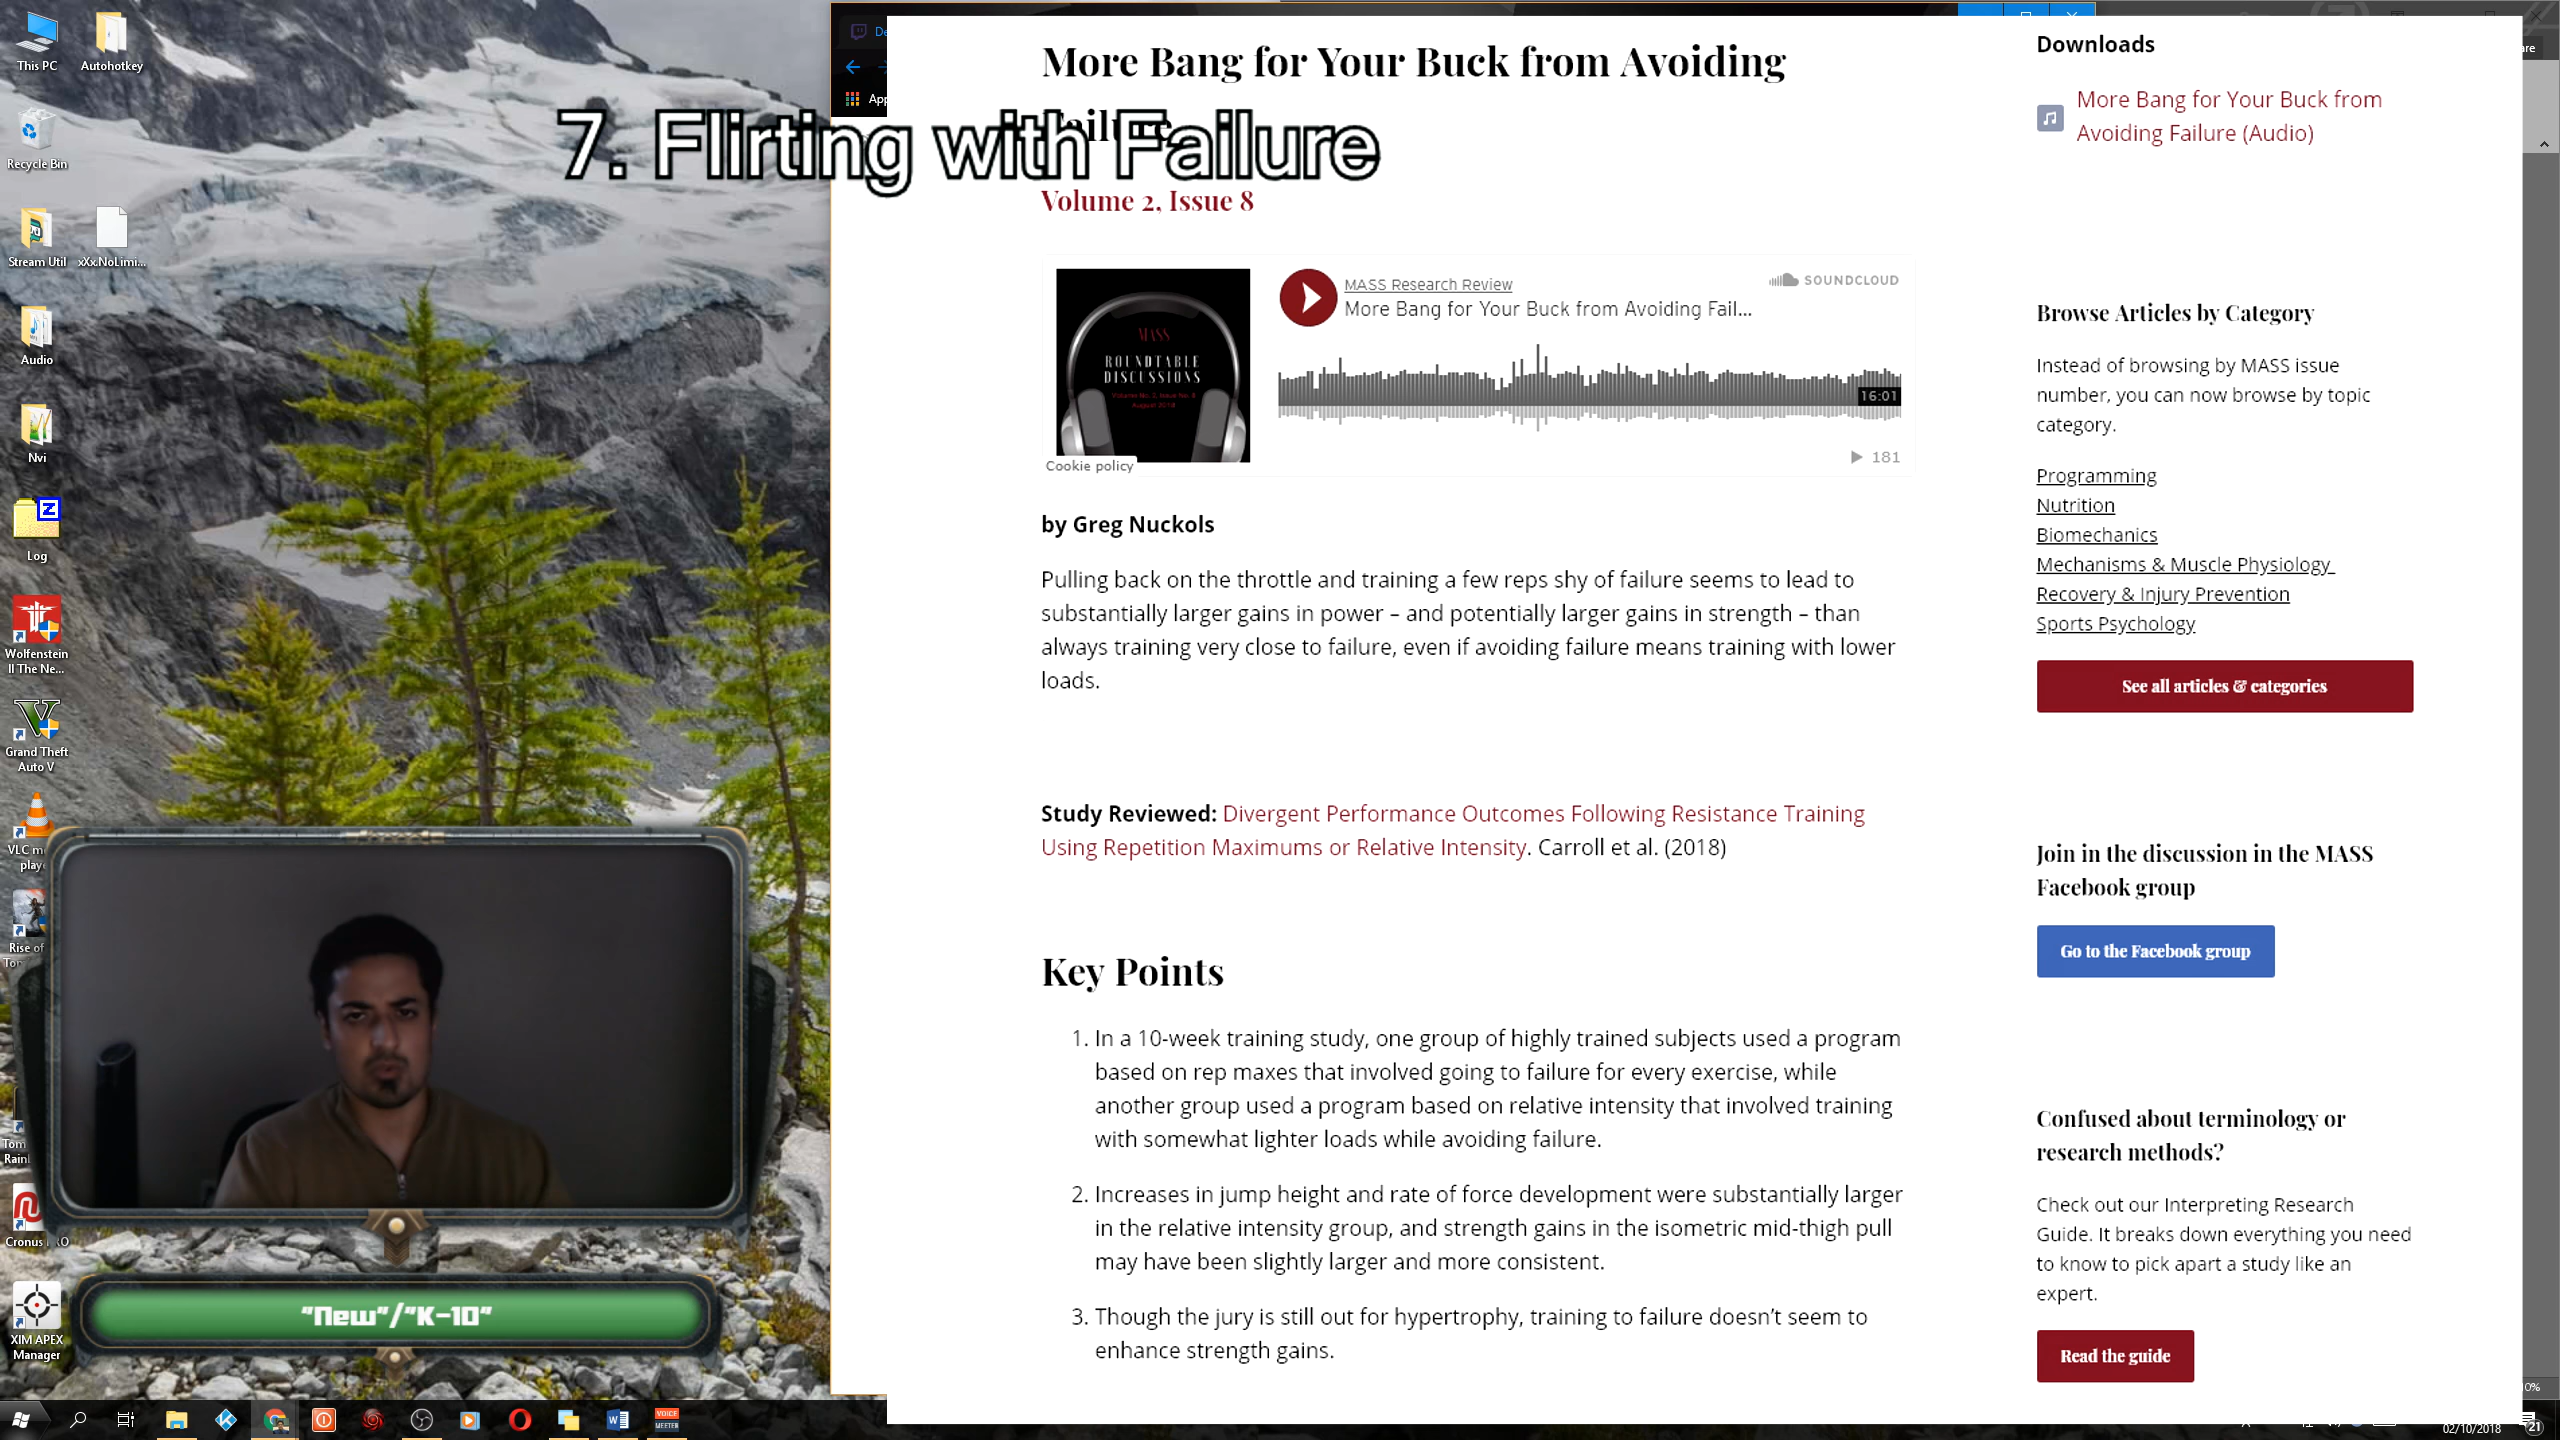 This PC
Autohotkey
Recycle Bin
Stream Util
xXx.NoLimi...
Audio
Nvi
Log
Wolfenstein
II The Ne...
Grand Theft
Auto V
Rise of
Cronus
XIM APEX
Manager
7. Flirting with Failure
More Bang for Your Buck from Avoiding
Failure
Volume 2, Issue 8
MASS Research Review
SOUNDCLOUD
More Bang for Your Buck from Avoiding Fail...
MASS
ROUNDTABLE
DISCUSSIONS
16:01
Cookie policy
181
by Greg Nuckols
Pulling back on the throttle and training a few reps shy of failure seems to lead to
substantially larger gains in power – and potentially larger gains in strength – than
always training very close to failure, even if avoiding failure means training with lower
loads.
Study Reviewed: Divergent Performance Outcomes Following Resistance Training
Using Repetition Maximums or Relative Intensity. Carroll et al. (2018)
Key Points
1. In a 10-week training study, one group of highly trained subjects used a program
based on rep maxes that involved going to failure for every exercise, while
another group used a program based on relative intensity that involved training
with somewhat lighter loads while avoiding failure.
2. Increases in jump height and rate of force development were substantially larger
in the relative intensity group, and strength gains in the isometric mid-thigh pull
may have been slightly larger and more consistent.
3. Though the jury is still out for hypertrophy, training to failure doesn’t seem to
enhance strength gains.
Downloads
More Bang for Your Buck from
Avoiding Failure (Audio)
Browse Articles by Category
Instead of browsing by MASS issue
number, you can now browse by topic
category.
Programming
Nutrition
Biomechanics
Mechanisms & Muscle Physiology
Recovery & Injury Prevention
Sports Psychology
See all articles & categories
Join in the discussion in the MASS
Facebook group
Go to the Facebook group
Confused about terminology or
research methods?
Check out our Interpreting Research
Guide. It breaks down everything you need
to know to pick apart a study like an
expert.
Read the guide
"New"/"K-10"
VOICE
MEETER
02/10/2018
21